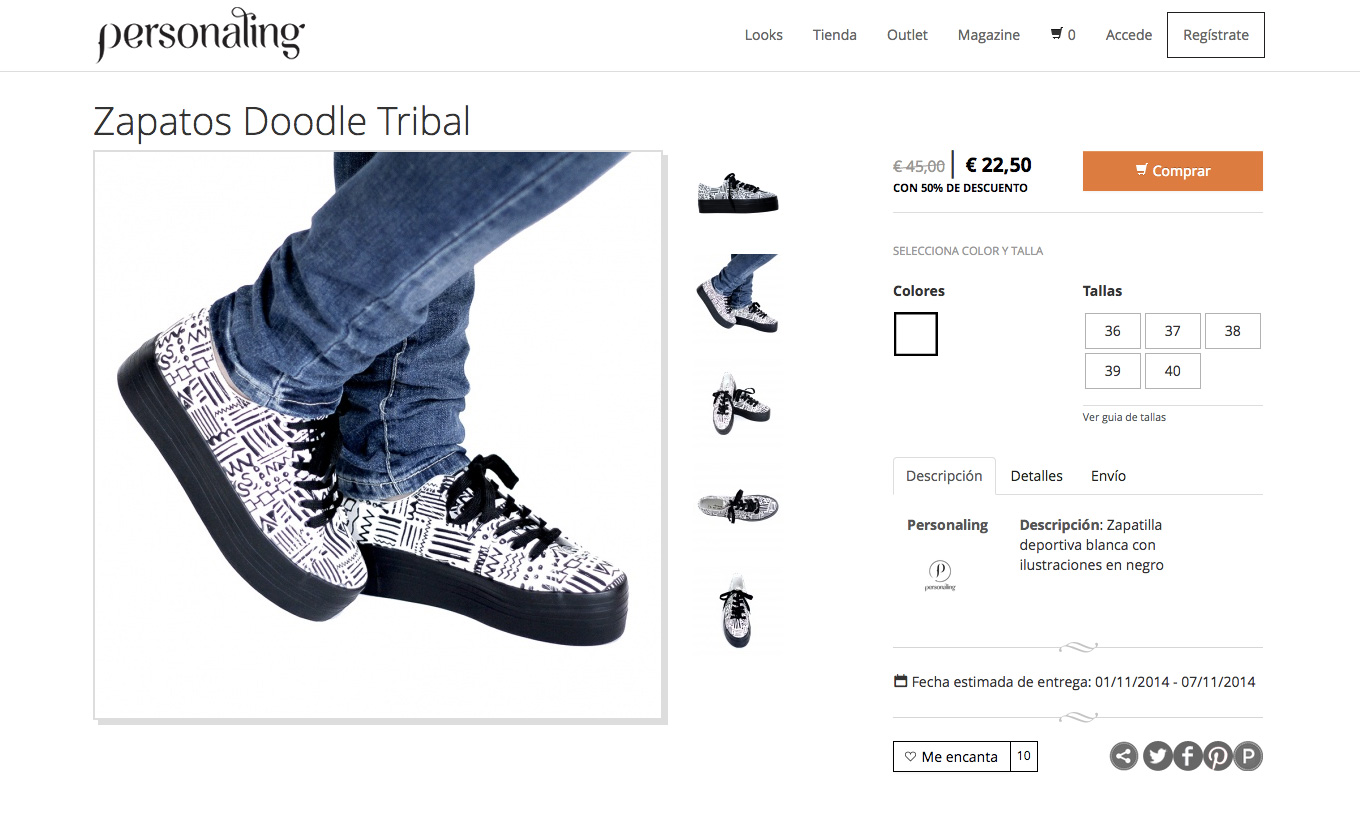 personaling
Looks Tienda Outlet Magazine 0 Accede Regístrate
Zapatos Doodle Tribal
€ 45,00 € 22,50
CON 50% DE DESCUENTO
Comprar
SELECCIONA COLOR Y TALLA
Colores
Tallas
36 37 38
39 40
Ver guia de tallas
Descripción Detalles Envío
Personaling
P
personaling
Descripción: Zapatilla
deportiva blanca con
ilustraciones en negro
Fecha estimada de entrega: 01/11/2014 - 07/11/2014
Me encanta 10